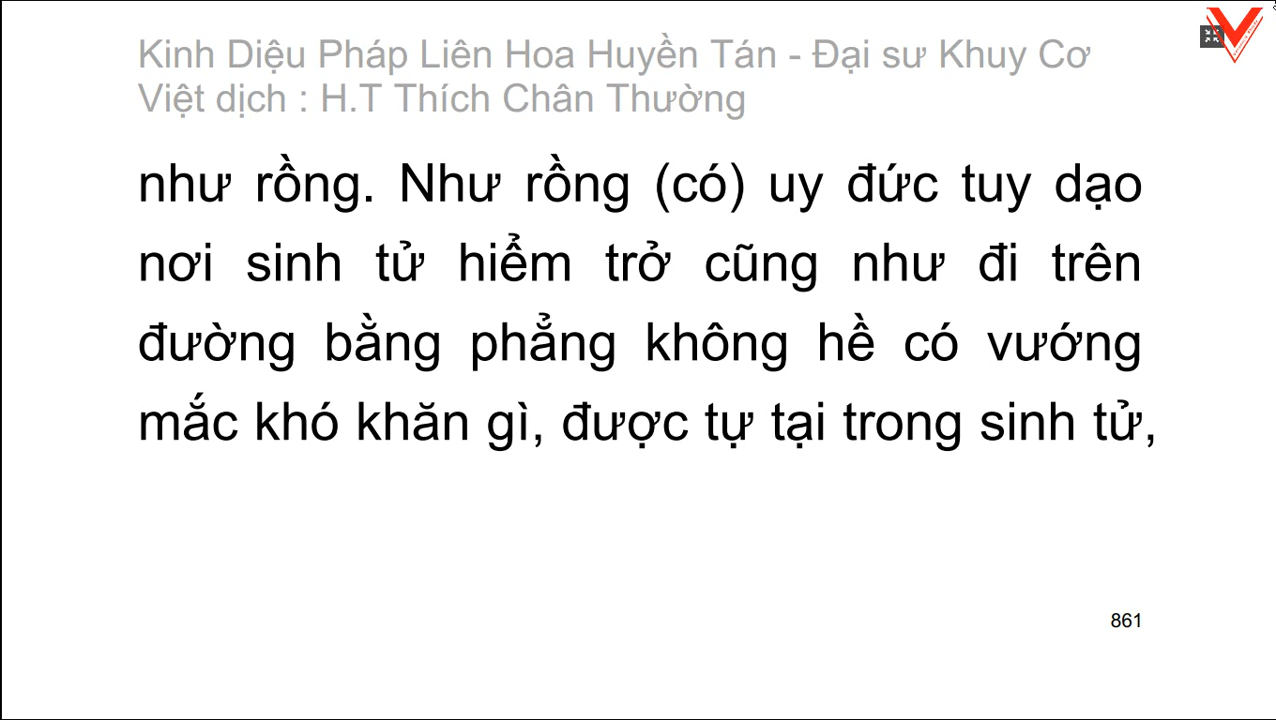 Kinh Diệu Pháp Liên Hoa Huyền Tán - Đại sư Khuy Cơ
Việt dịch : H.T Thích Chân Thường
như rồng. Như rồng (có) uy đức tuy dạo
nơi sinh tử hiểm trở cũng như đi trên
đường bằng phẳng không hề có vướng
mắc khó khăn gì, được tự tại trong sinh tử,
861